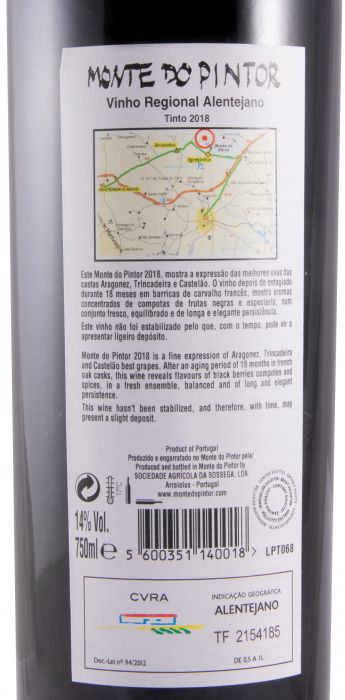 MONTE DO PINTOR
Vinho Regional Alentejano
Tinto 2018
Arraiolos
Igrejinha
MONTEMOR-O-NOVO
Este Monte do Pintor 2018, mostra a expressão das melhores uvas das
castas Aragonez, Trincadeira e Castelão. O vinho depois de estagiado
durante 18 meses em barricas de carvalho francês, mostra aromas
concentrados de compotas de frutas negras e especiaria, num
conjunto fresco, equilibrado e de longa e elegante persistência.
Este vinho não foi estabilizado pelo que, com o tempo, pode vir a
apresentar ligeiro depósito.
Monte do Pintor 2018 is a fine expression of Aragonez, Trincadeira
and Castelão best grapes. After an aging period of 18 months in french
oak casks, this wine reveals flavours of black berries compotes and
spices, in a fresh ensemble, balanced and of long and elegant
persistence.
This wine hasn't been stabilized, and therefore, with time, may
present a slight deposit.
Product of Portugal
Produzido e engarrafado no Monte do Pintor pela/
Produced and bottled in Monte do Pintor by
SOCIEDADE AGRÍCOLA DA SOSSEGA, LDA
Arraiolos - Portugal
www.montedopintor.com
17ºC
14% Vol.
750ml e
5 600351 140018 > LPT068
CVRA
INDICAÇÃO GEOGRÁFICA
ALENTEJANO
TF 2154185
Dec.-Lei nº 94/2012
DE 0,5 A 1L